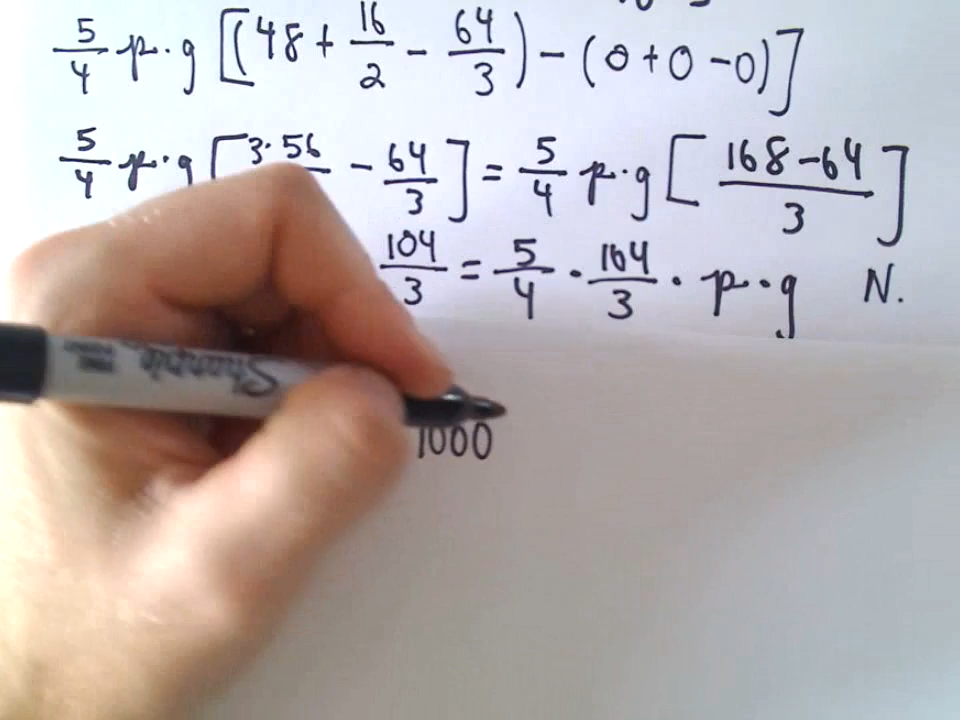 5/4 p·g [(48 + 16/2 - 64/3) - (0 + 0 - 0)]
5/4 p·g [3·56 - 64/3] = 5/4 p·g [(168-64)/3]
104/3 = 5/4 · 104/3 · p·g N.
Sharpie
1000